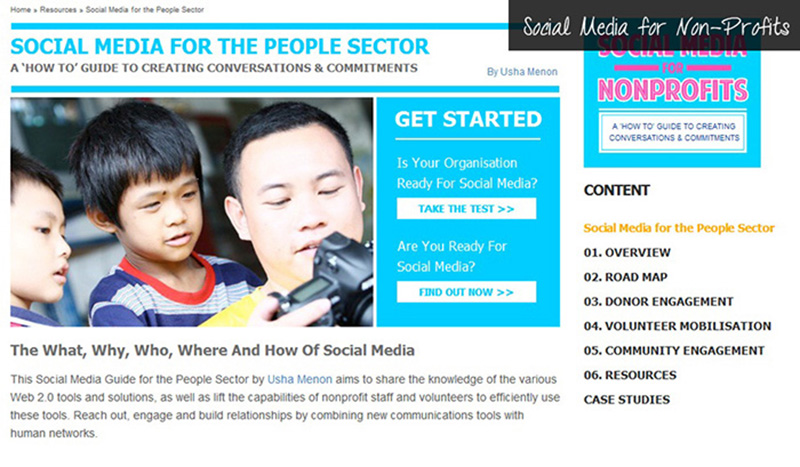 Home » Resources » Social Media for the People Sector
Social Media for Non-Profits
SOCIAL MEDIA FOR THE PEOPLE SECTOR
A 'HOW TO' GUIDE TO CREATING CONVERSATIONS & COMMITMENTS
By Usha Menon
GET STARTED
Is Your Organisation
Ready For Social Media?
TAKE THE TEST >>
Are You Ready For
Social Media?
FIND OUT NOW >>
The What, Why, Who, Where And How Of Social Media
This Social Media Guide for the People Sector by Usha Menon aims to share the knowledge of the various
Web 2.0 tools and solutions, as well as lift the capabilities of nonprofit staff and volunteers to efficiently use
these tools. Reach out, engage and build relationships by combining new communications tools with
human networks.
SOCIAL MEDIA
FOR
NONPROFITS
A 'HOW TO' GUIDE TO CREATING
CONVERSATIONS & COMMITMENTS
CONTENT
Social Media for the People Sector
01. OVERVIEW
02. ROAD MAP
03. DONOR ENGAGEMENT
04. VOLUNTEER MOBILISATION
05. COMMUNITY ENGAGEMENT
06. RESOURCES
CASE STUDIES